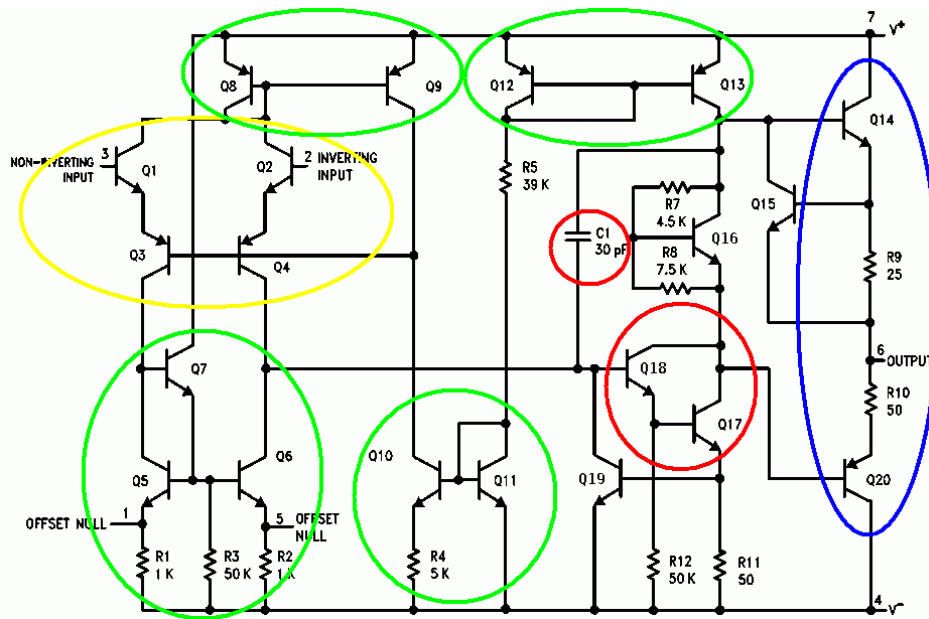 7
V+
Q8
Q9
Q12
Q13
Q14
3
NON-INVERTING
INPUT
Q1
Q2
2
INVERTING
INPUT
R5
39 K
R7
4.5 K
Q15
C1
30 pF
Q16
R8
7.5 K
Q3
Q4
R9
25
6
OUTPUT
Q7
Q18
R10
50
Q17
Q5
Q6
Q10
Q11
Q19
Q20
1
OFFSET NULL
5
OFFSET
NULL
R1
1 K
R3
50 K
R2
1 K
R4
5 K
R12
50 K
R11
50
4
V-